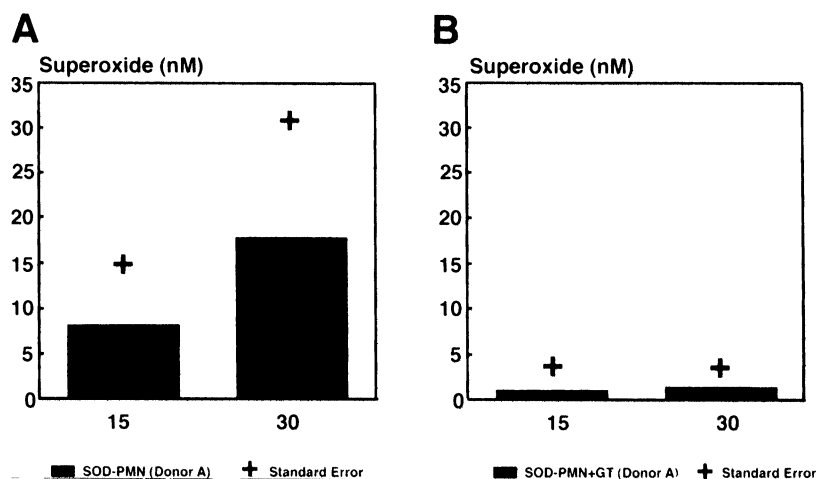 A
Superoxide (nM)
35
30
25
20
15
10
5
0
15
30
SOD-PMN (Donor A)
Standard Error
B
Superoxide (nM)
35
30
25
20
15
10
5
0
15
30
SOD-PMN+GT (Donor A)
Standard Error